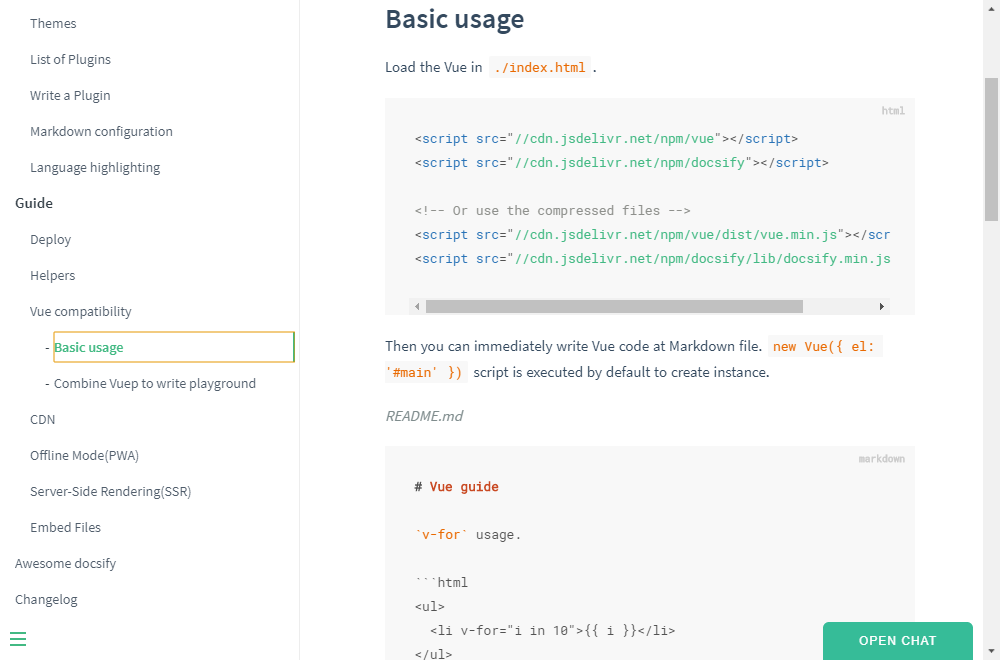 Themes
List of Plugins
Write a Plugin
Markdown configuration
Language highlighting
Guide
Deploy
Helpers
Vue compatibility
- Basic usage
- Combine Vuep to write playground
CDN
Offline Mode(PWA)
Server-Side Rendering(SSR)
Embed Files
Awesome docsify
Changelog
Basic usage
Load the Vue in ./index.html .
html
<script src="//cdn.jsdelivr.net/npm/vue"></script>
<script src="//cdn.jsdelivr.net/npm/docsify"></script>
<!-- Or use the compressed files -->
<script src="//cdn.jsdelivr.net/npm/vue/dist/vue.min.js"></scr
<script src="//cdn.jsdelivr.net/npm/docsify/lib/docsify.min.js
Then you can immediately write Vue code at Markdown file. new Vue({ el:
'#main' }) script is executed by default to create instance.
README.md
markdown
# Vue guide
`v-for` usage.
```html
<ul>
<li v-for="i in 10">{{ i }}</li>
</ul>
OPEN CHAT